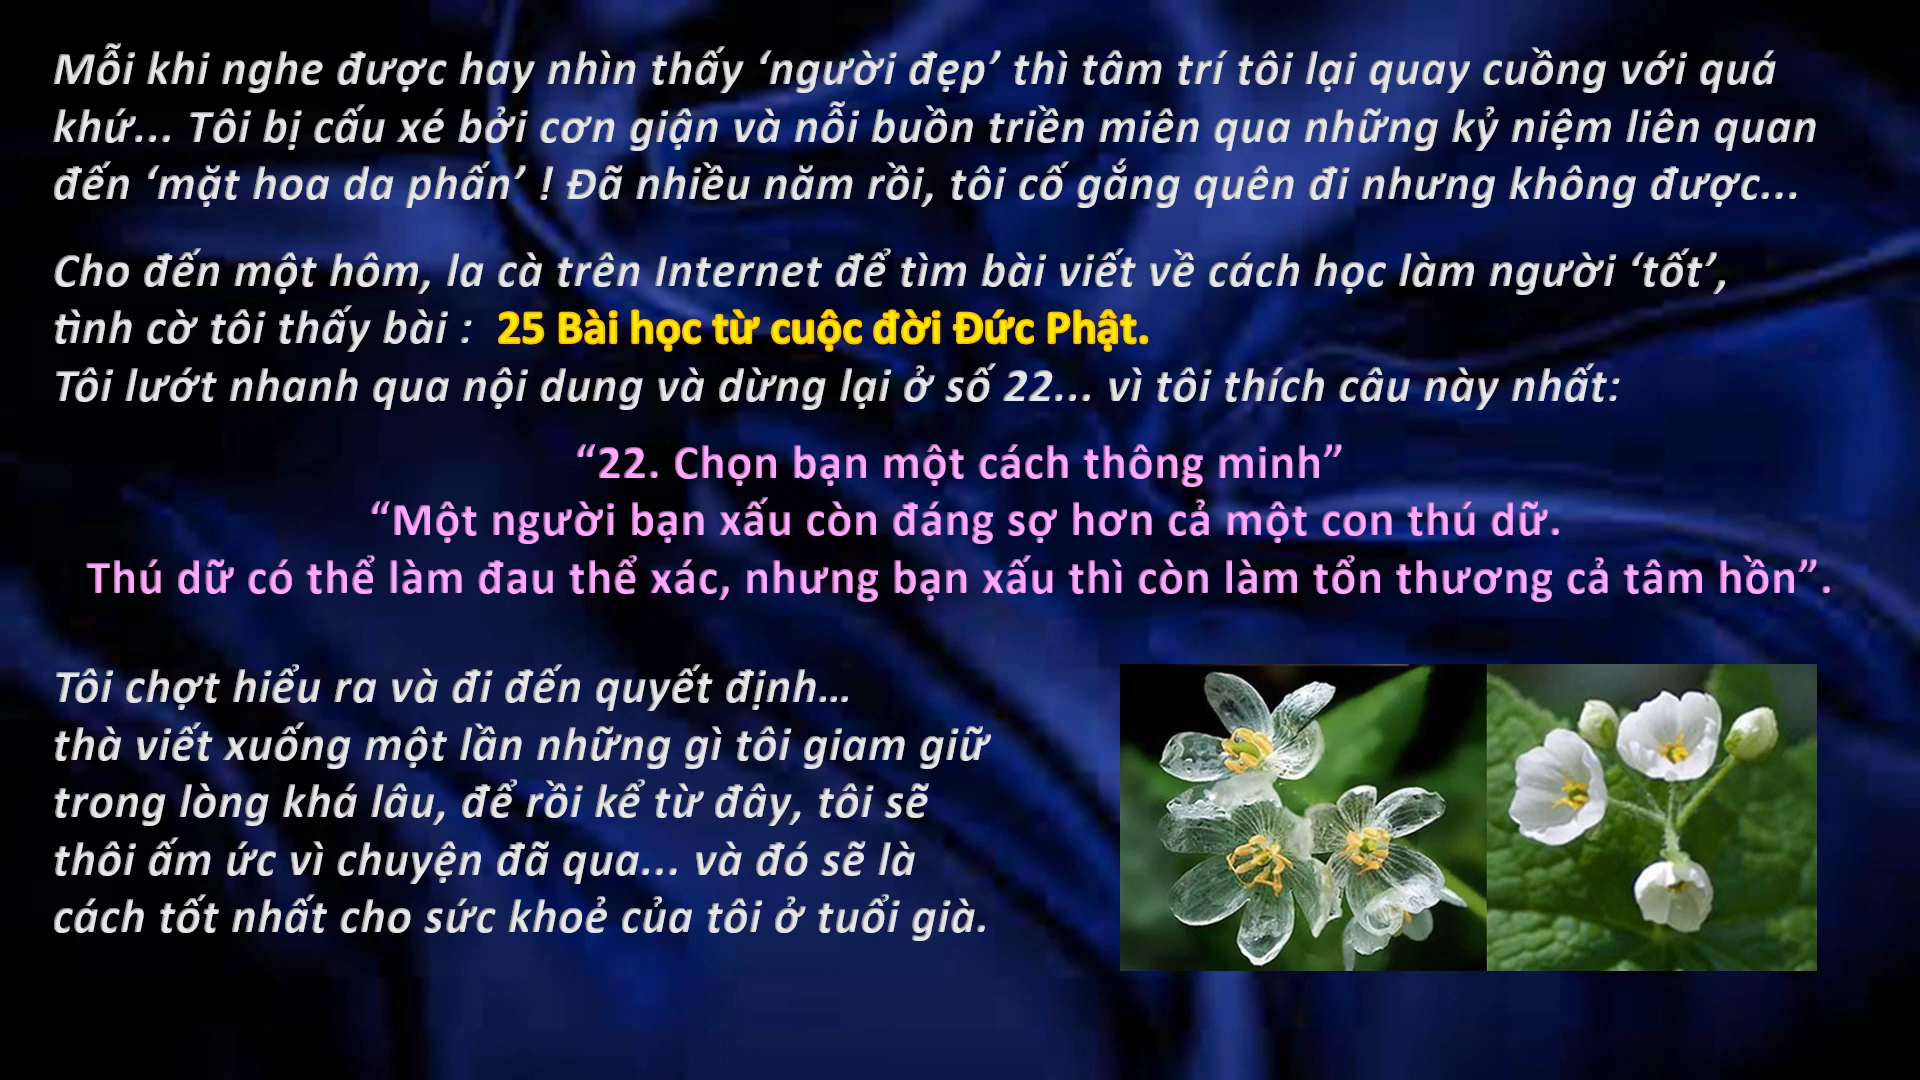 Mỗi khi nghe được hay nhìn thấy ‘người đẹp’ thì tâm trí tôi lại quay cuồng với quá
khứ... Tôi bị cấu xé bởi cơn giận và nỗi buồn triền miên qua những kỷ niệm liên quan
đến ‘mặt hoa da phấn’ ! Đã nhiều năm rồi, tôi cố gắng quên đi nhưng không được...
Cho đến một hôm, la cà trên Internet để tìm bài viết về cách học làm người ‘tốt’,
tình cờ tôi thấy bài : 25 Bài học từ cuộc đời Đức Phật.
Tôi lướt nhanh qua nội dung và dừng lại ở số 22... vì tôi thích câu này nhất:
“22. Chọn bạn một cách thông minh”
“Một người bạn xấu còn đáng sợ hơn cả một con thú dữ.
Thú dữ có thể làm đau thể xác, nhưng bạn xấu thì còn làm tổn thương cả tâm hồn”.
Tôi chợt hiểu ra và đi đến quyết định...
thà viết xuống một lần những gì tôi giam giữ
trong lòng khá lâu, để rồi kể từ đây, tôi sẽ
thôi ấm ức vì chuyện đã qua... và đó sẽ là
cách tốt nhất cho sức khoẻ của tôi ở tuổi già.